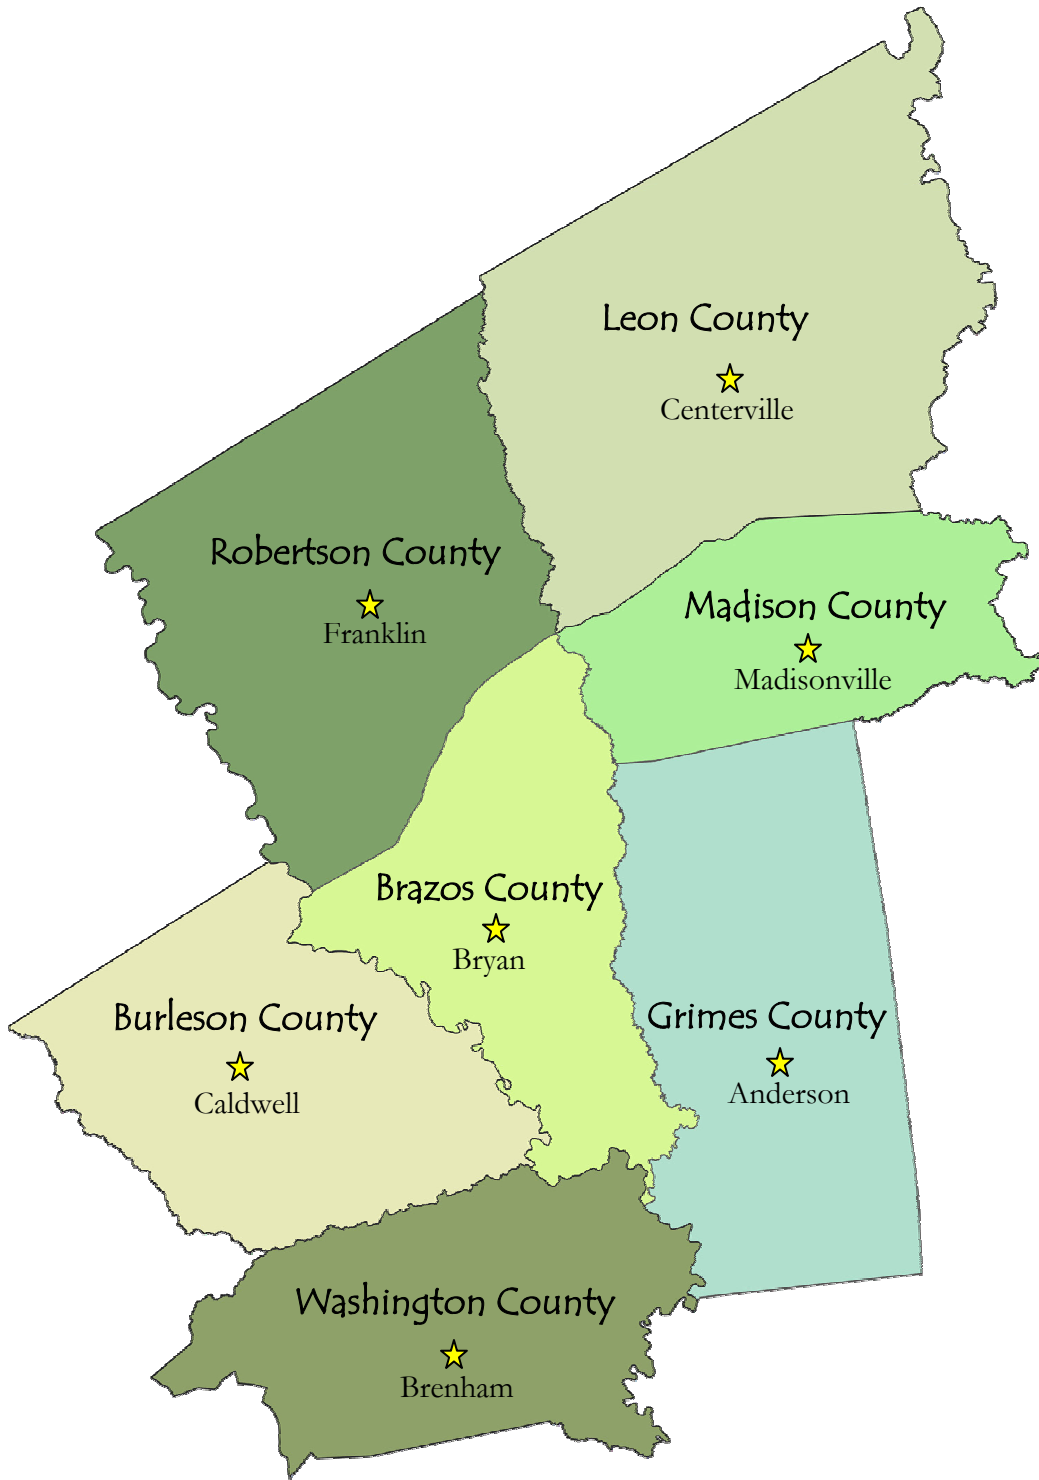 Leon County
Centerville
Robertson County
Franklin
Madison County
Madisonville
Brazos County
Bryan
Burleson County
Caldwell
Grimes County
Anderson
Washington County
Brenham